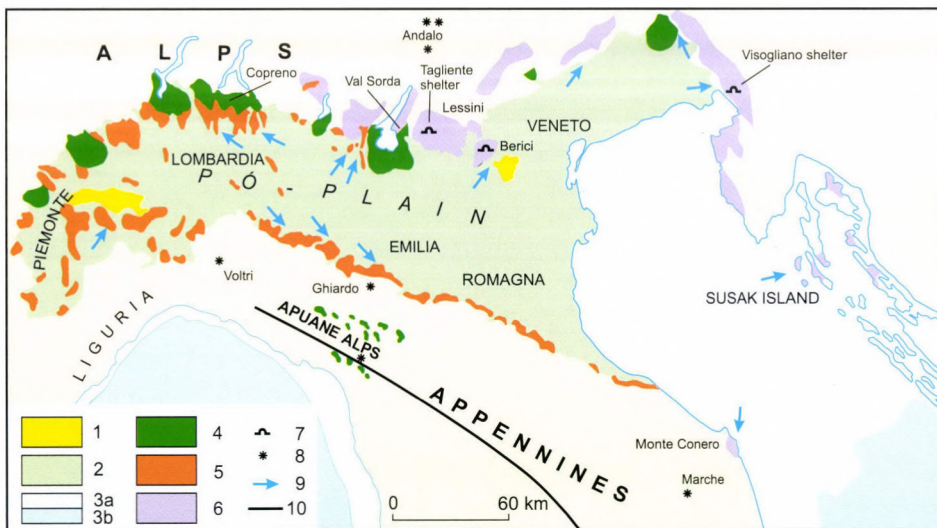 Andalo
A L P S
Copreno
Val Sorda
Tagliente
shelter
Visogliano shelter
Lessini
VENETO
Berici
LOMBARDIA
PÓ - PLAIN
PIEMONTE
EMILIA
ROMAGNA
Voltri
Ghiardo
SUSAK ISLAND
LIGURIA
APUANE ALPS
APPENNINES
Monte Conero
Marche
1
2
3a
3b
4
5
6
7
8
9
10
0 60 km